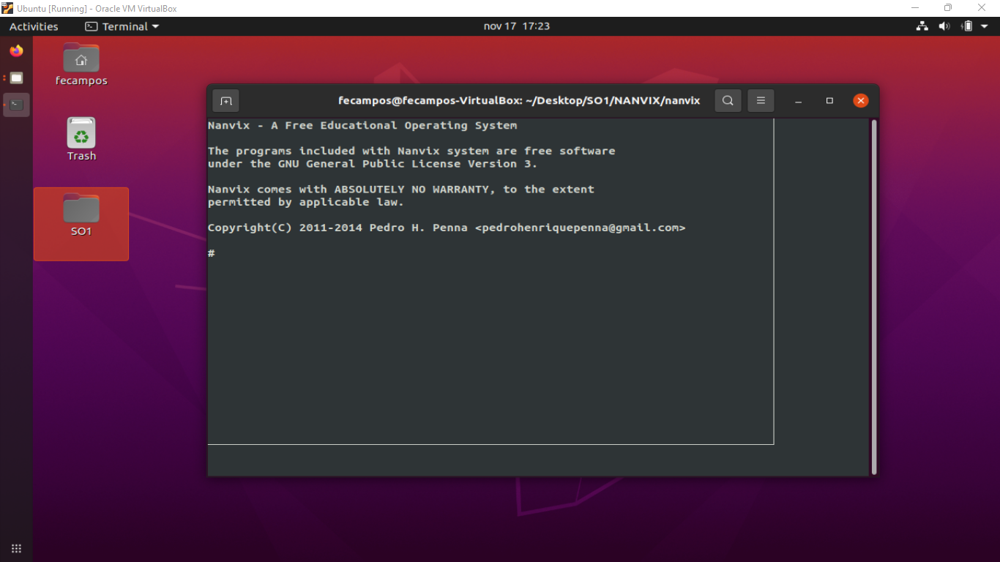 Ubuntu [Running] - Oracle VM VirtualBox
Activities
Terminal
nov 17 17:23
fecampos
Trash
SO1
fecampos@fecampos-VirtualBox: ~/Desktop/SO1/NANVIX/nanvix
Nanvix - A Free Educational Operating System
The programs included with Nanvix system are free software
under the GNU General Public License Version 3.
Nanvix comes with ABSOLUTELY NO WARRANTY, to the extent
permitted by applicable law.
Copyright(C) 2011-2014 Pedro H. Penna <pedrohenriquepenna@gmail.com>
#